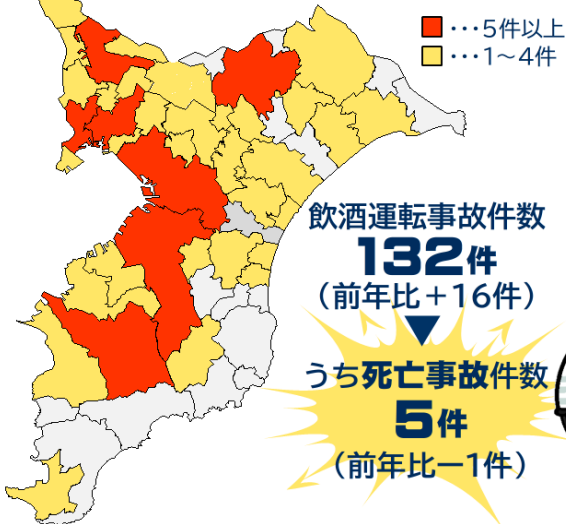 ･･･5件以上
･･･1～4件
飲酒運転事故件数
132件
（前年比＋16件）
うち死亡事故件数
5件
（前年比ー1件）